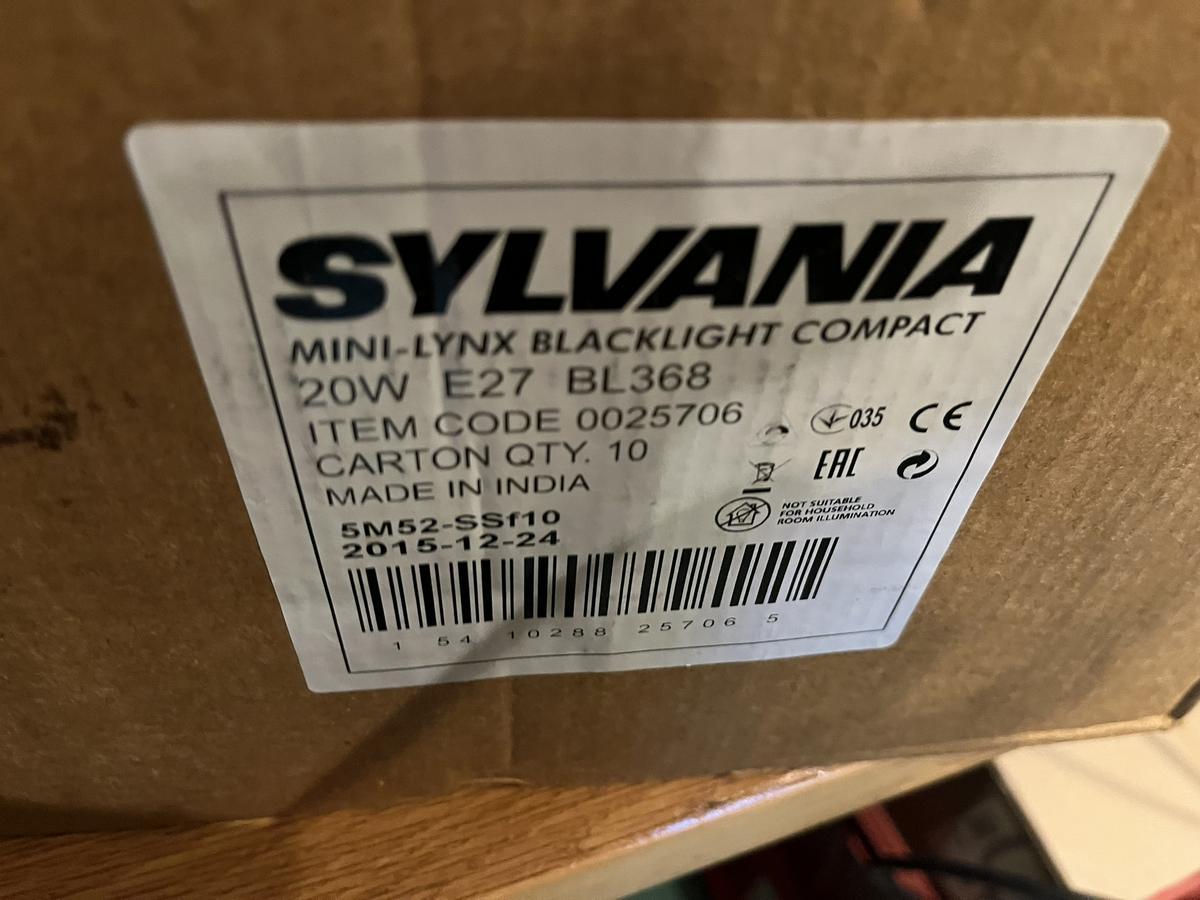 SYLVANIA
MINI-LYNX BLACKLIGHT COMPACT
20W E27 BL368
ITEM CODE 0025706
035 CE
CARTON QTY. 10
EAC
MADE IN INDIA
NOT SUITABLE
FOR HOUSEHOLD
ROOM ILLUMINATION
5M52-SSf10
2015-12-24
1 54 10288 25706 5